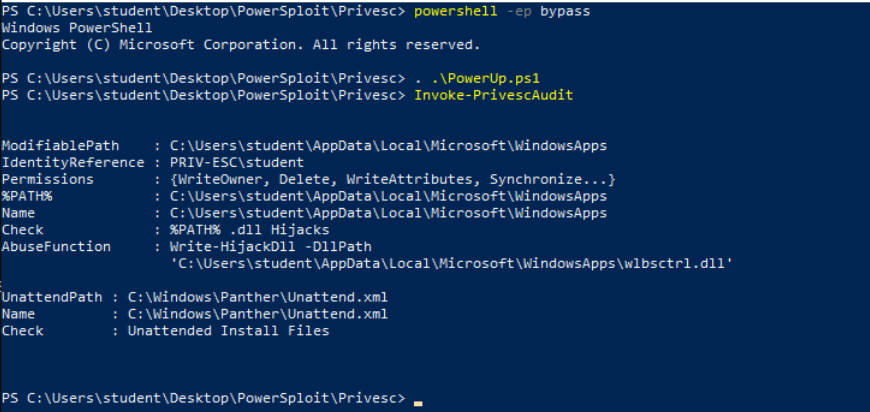 PS C:\Users\student\Desktop\PowerSploit\Privesc> powershell -ep bypass
Windows PowerShell
Copyright (C) Microsoft Corporation. All rights reserved.
PS C:\Users\student\Desktop\PowerSploit\Privesc> . .\PowerUp.ps1
PS C:\Users\student\Desktop\PowerSploit\Privesc> Invoke-PrivescAudit
ModifiablePath    : C:\Users\student\AppData\Local\Microsoft\WindowsApps
IdentityReference : PRIV-ESC\student
Permissions       : {WriteOwner, Delete, WriteAttributes, Synchronize...}
%PATH%            : C:\Users\student\AppData\Local\Microsoft\WindowsApps
Name              : C:\Users\student\AppData\Local\Microsoft\WindowsApps
Check             : %PATH% .dll Hijacks
AbuseFunction     : Write-HijackDll -DllPath
                    'C:\Users\student\AppData\Local\Microsoft\WindowsApps\wlbsctrl.dll'
UnattendPath : C:\Windows\Panther\Unattend.xml
Name         : C:\Windows\Panther\Unattend.xml
Check        : Unattended Install Files
PS C:\Users\student\Desktop\PowerSploit\Privesc>